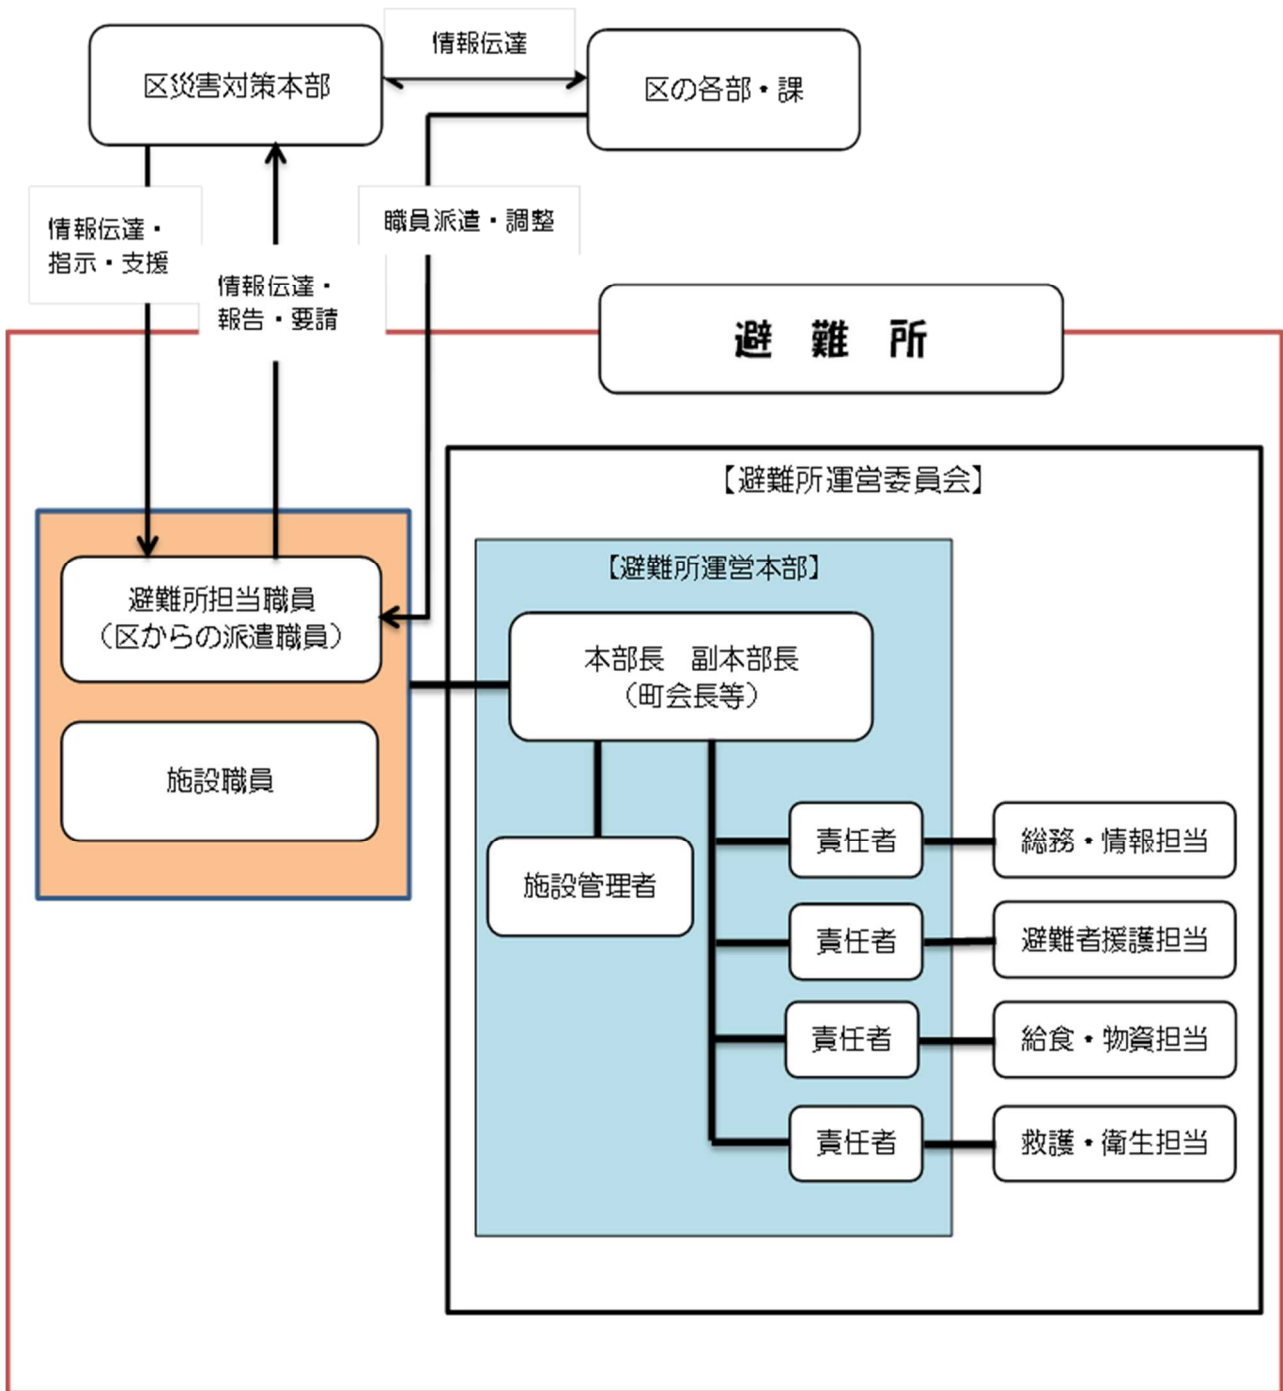 情報伝達
区災害対策本部
区の各部・課
情報伝達・
指示・支援
情報伝達・
報告・要請
職員派遣・調整
避 難 所
【避難所運営委員会】
避難所担当職員
（区からの派遣職員）
施設職員
【避難所運営本部】
本部長 副本部長
（町会長等）
施設管理者
責任者
総務・情報担当
責任者
避難者援護担当
責任者
給食・物資担当
責任者
救護・衛生担当